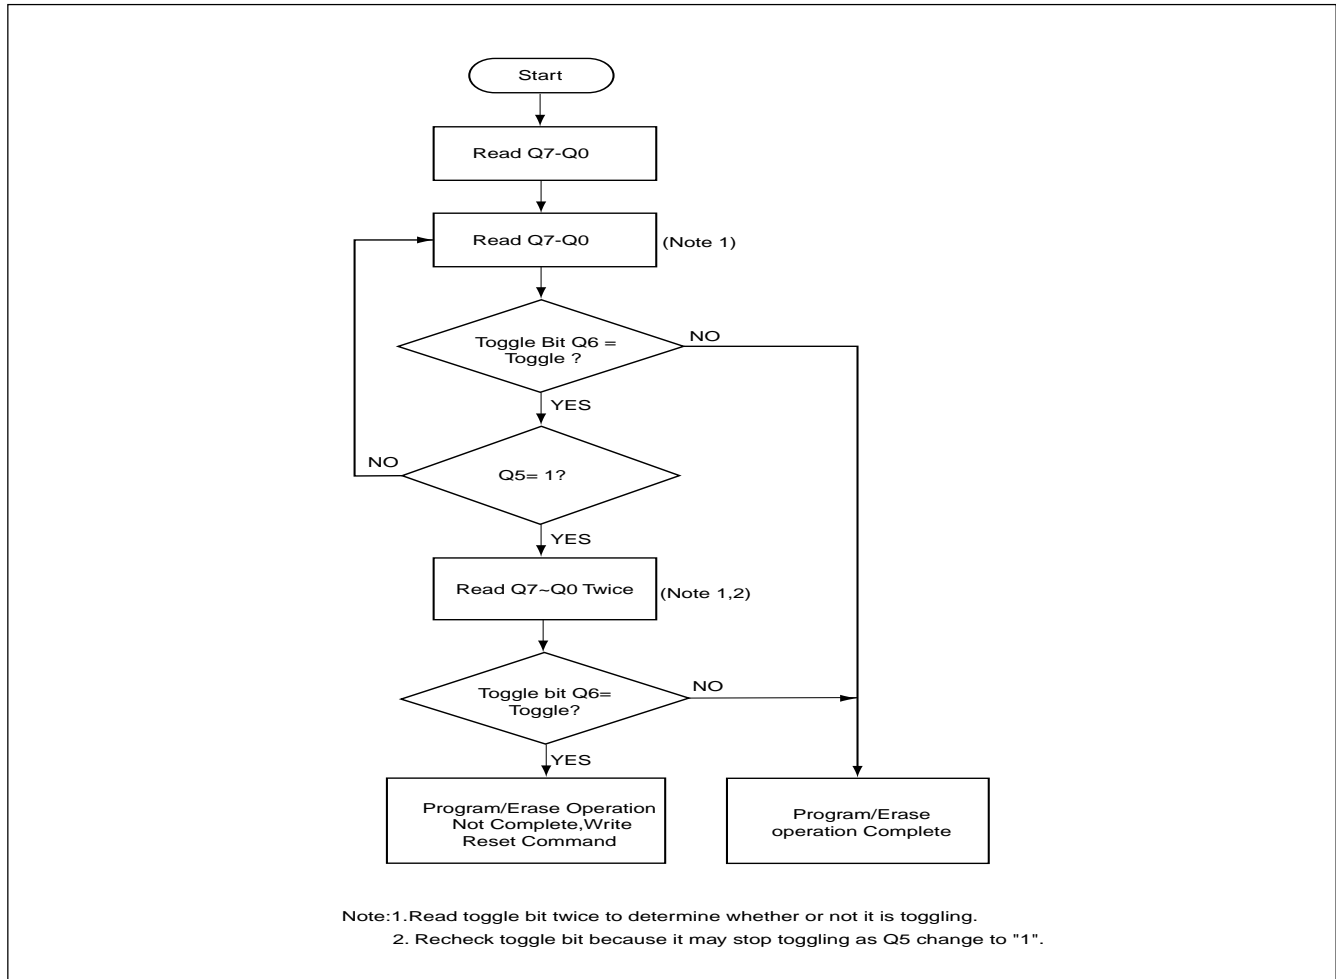 Start
Read Q7-Q0
Read Q7-Q0
(Note 1)
Toggle Bit Q6 =
Toggle ?
NO
YES
Q5= 1?
NO
YES
Read Q7~Q0 Twice
(Note 1,2)
Toggle bit Q6=
Toggle?
NO
YES
Program/Erase Operation
Not Complete,Write
Reset Command
Program/Erase
operation Complete
Note:1.Read toggle bit twice to determine whether or not it is toggling.
2. Recheck toggle bit because it may stop toggling as Q5 change to "1".